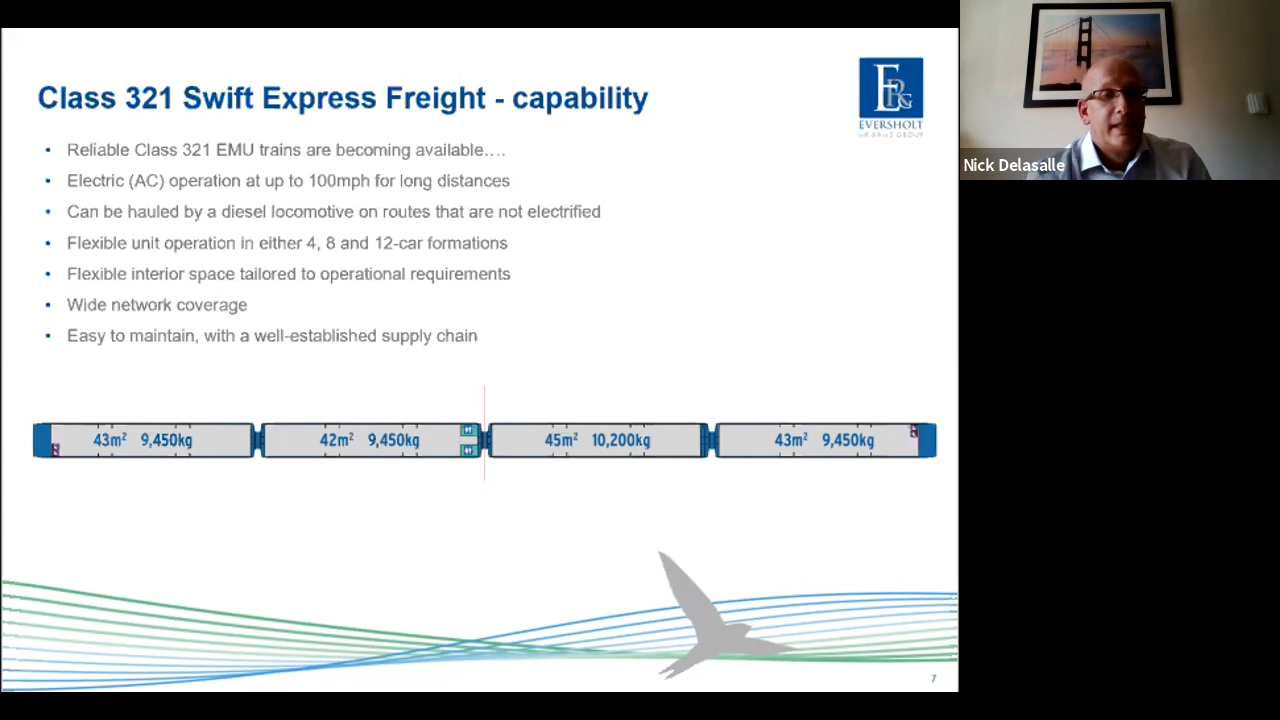 Class 321 Swift Express Freight - capability
EVERSHOLT
• Reliable Class 321 EMU trains are becoming available....
• Electric (AC) operation at up to 100mph for long distances
• Can be hauled by a diesel locomotive on routes that are not electrified
• Flexible unit operation in either 4, 8 and 12-car formations
• Flexible interior space tailored to operational requirements
• Wide network coverage
• Easy to maintain, with a well-established supply chain
43m² 9,450kg 42m² 9,450kg 45m² 10,200kg 43m² 9,450kg
7
Nick Delasalle